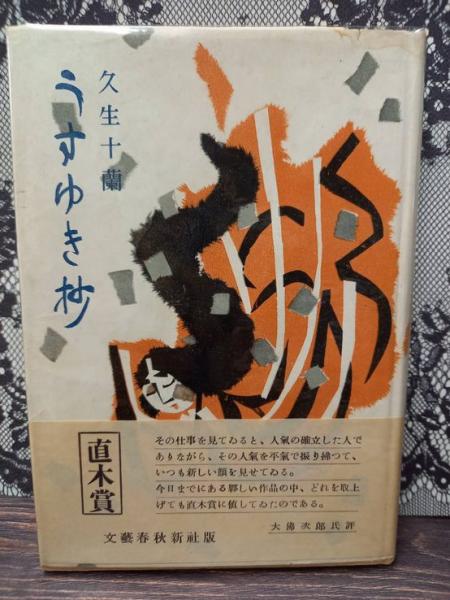 久生十蘭
うすゆき抄
直木賞
その仕事を見てゐると、人氣の確立した人で
ありながら、その人氣を平氣で振り捨つて、
いつも新しい顏を見せてゐる。
今日までにある夥しい作品の中、どれを取上
げても直木賞に値してゐたのである。
大佛次郎氏評
文藝春秋新社版